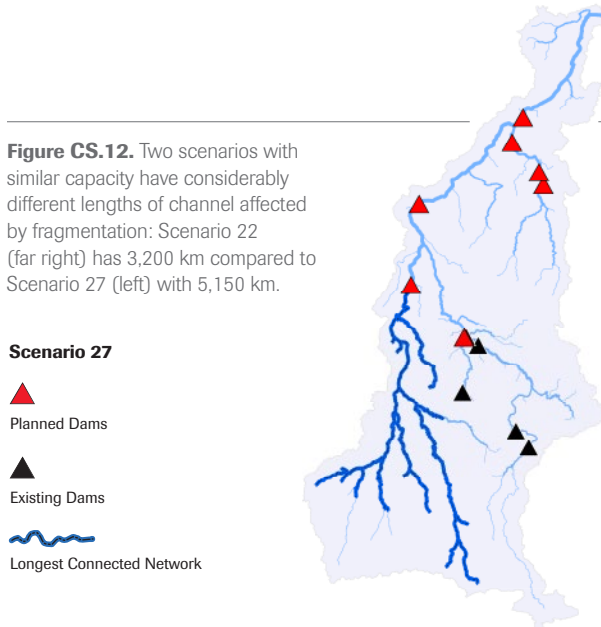 Figure CS.12. Two scenarios with
similar capacity have considerably
different lengths of channel affected
by fragmentation: Scenario 22
(far right) has 3,200 km compared to
Scenario 27 (left) with 5,150 km.
Scenario 27
Planned Dams
Existing Dams
Longest Connected Network